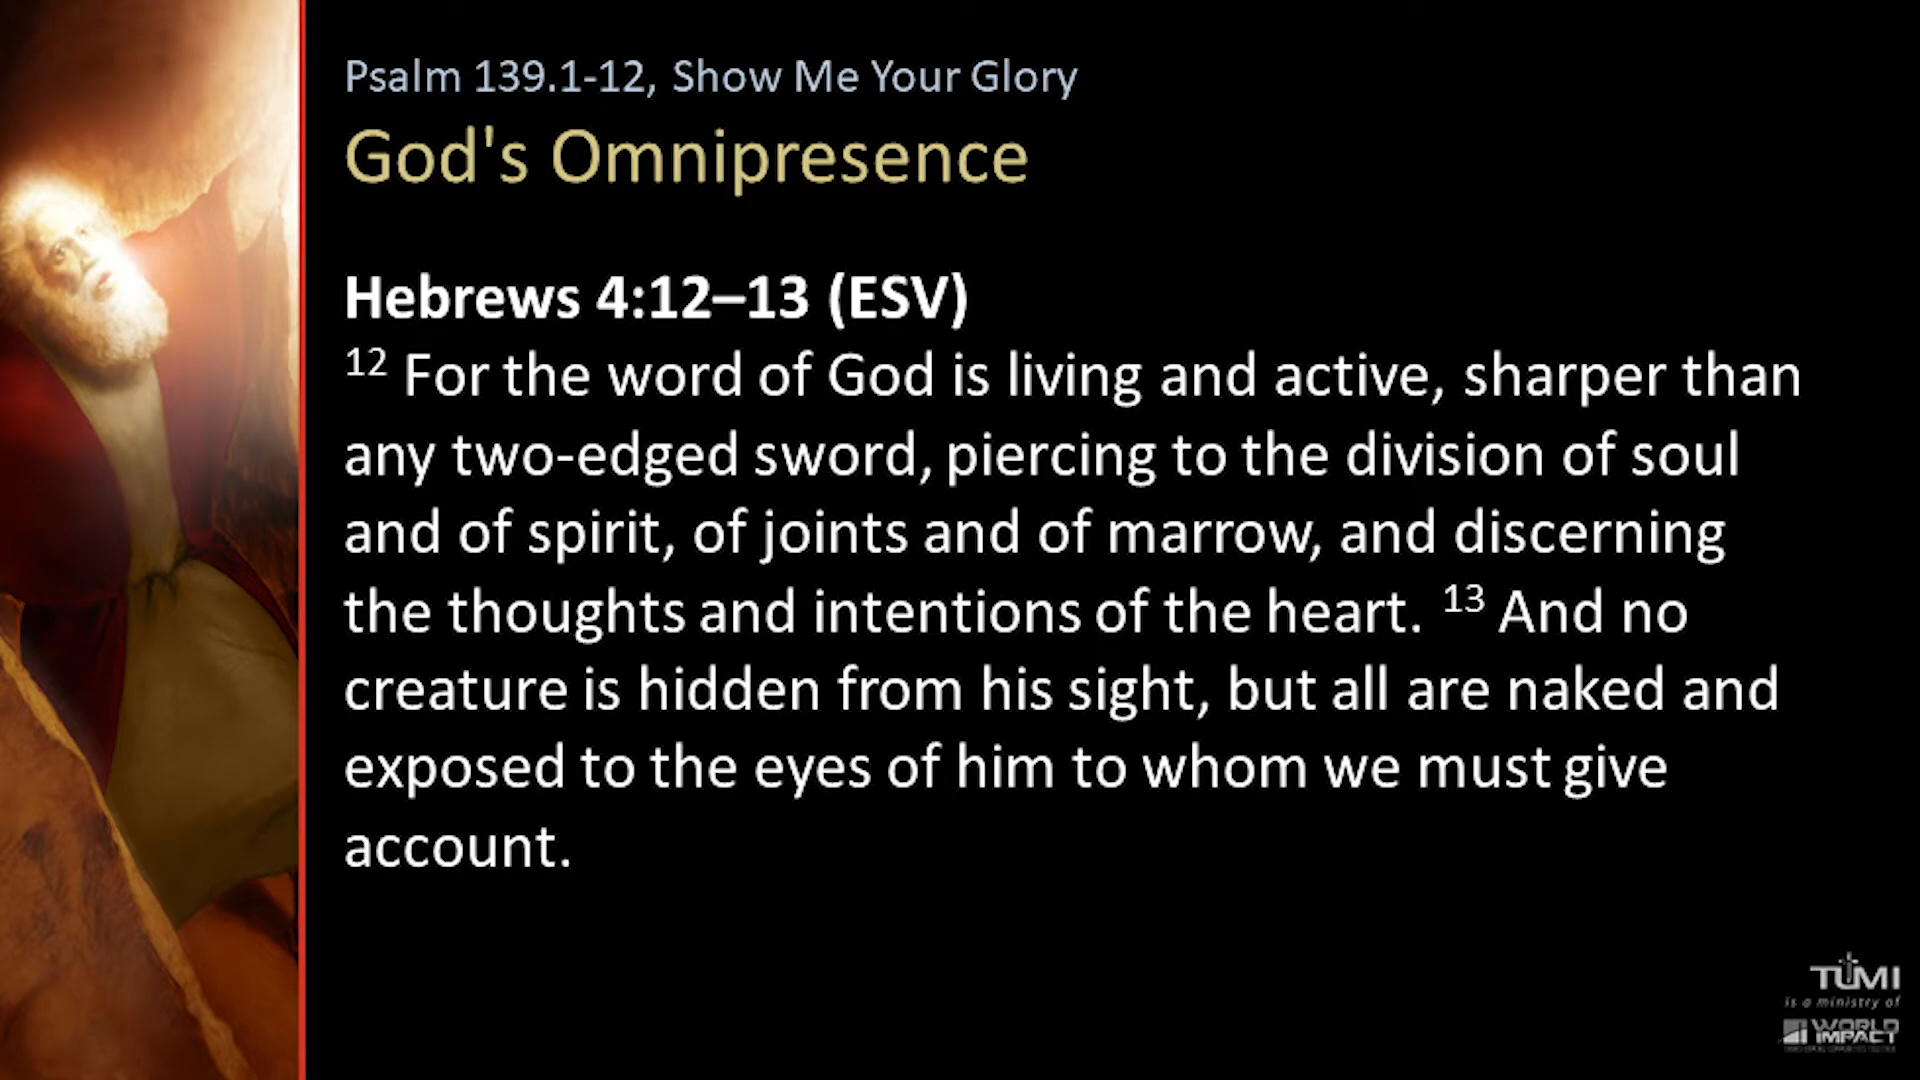 Psalm 139.1-12, Show Me Your Glory
God's Omnipresence
Hebrews 4:12–13 (ESV)
12 For the word of God is living and active, sharper than
any two-edged sword, piercing to the division of soul
and of spirit, of joints and of marrow, and discerning
the thoughts and intentions of the heart. 13 And no
creature is hidden from his sight, but all are naked and
exposed to the eyes of him to whom we must give
account.
TUMI
is a ministry of
WORLD
IMPACT